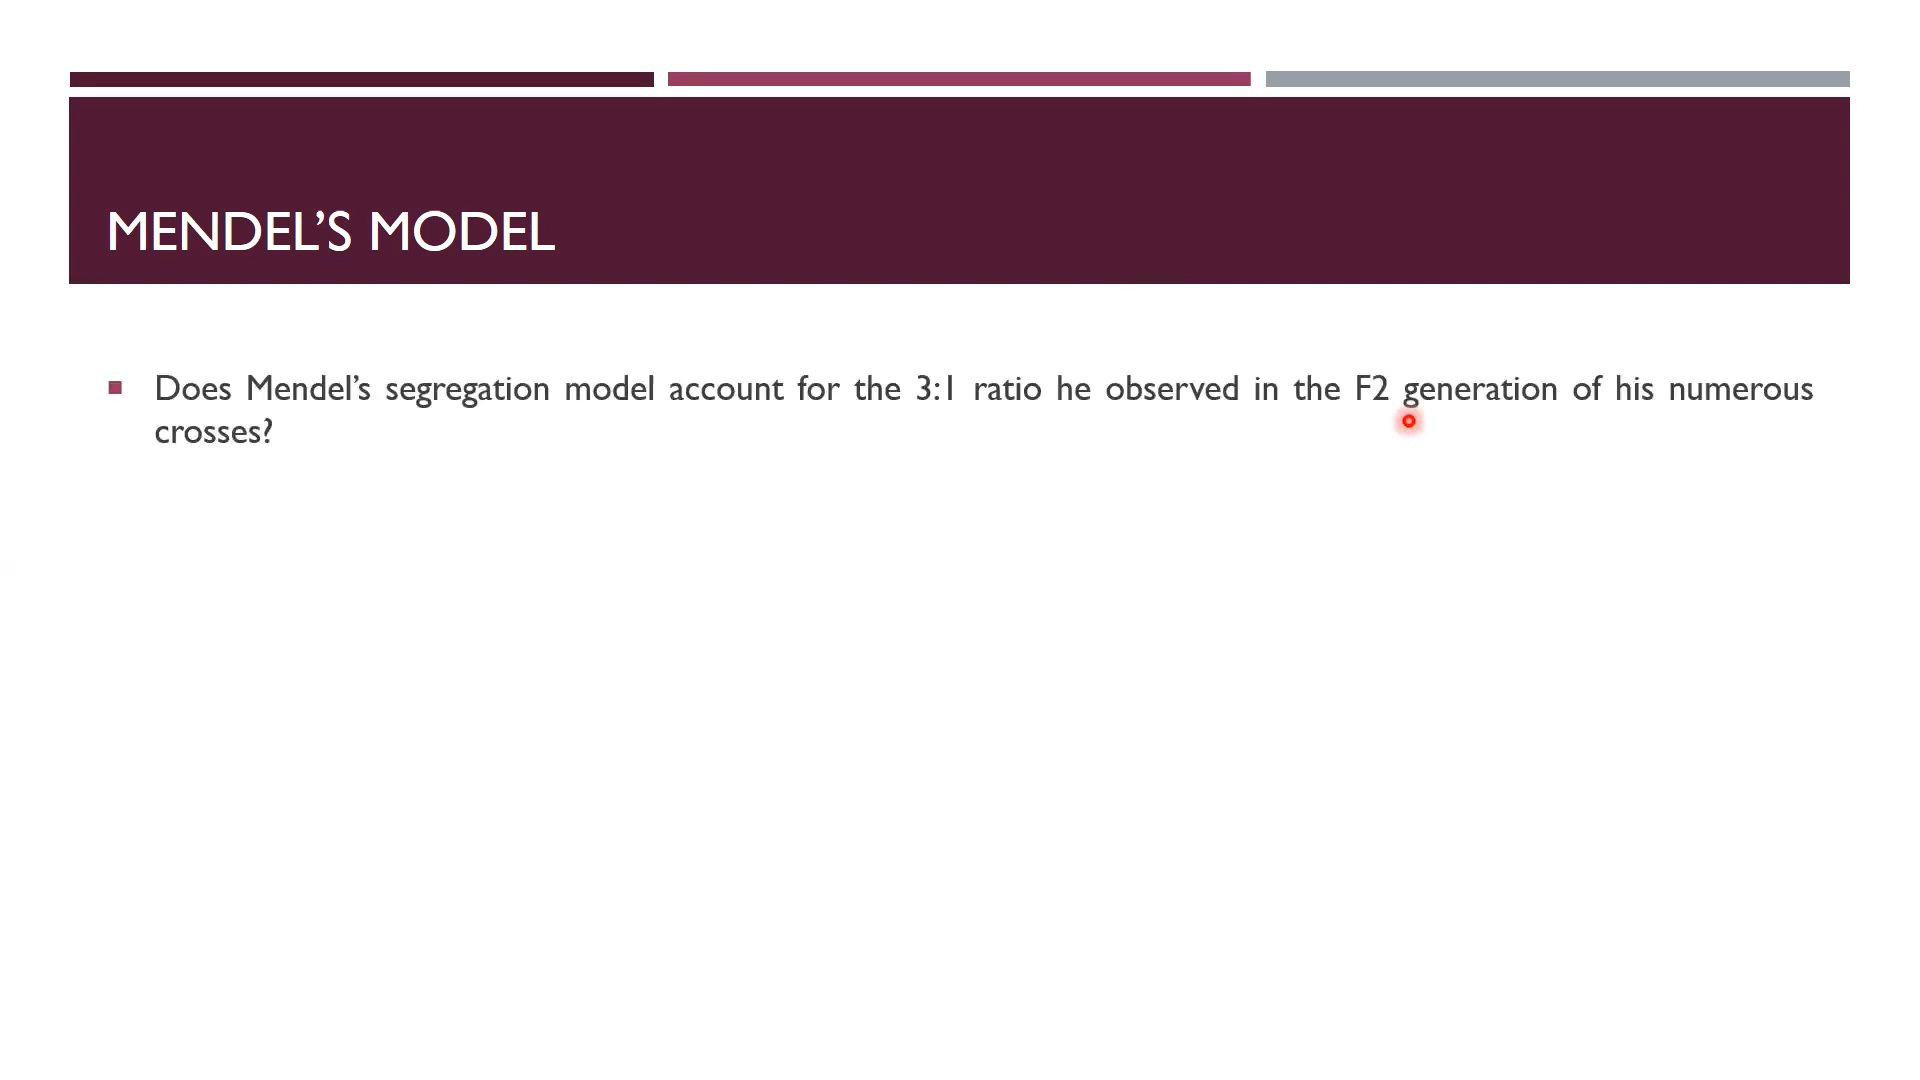 MENDEL’S MODEL
Does Mendel’s segregation model account for the 3:1 ratio he observed in the F2 generation of his numerous
crosses?